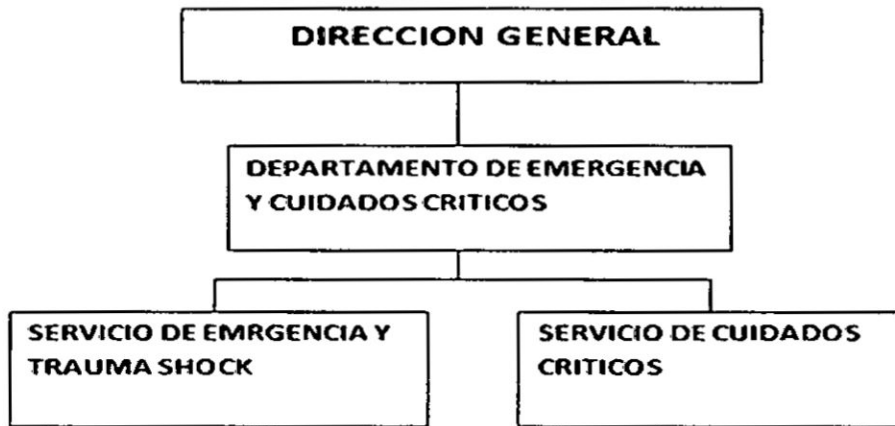 DIRECCION GENERAL
DEPARTAMENTO DE EMERGENCIA
Y CUIDADOS CRITICOS
SERVICIO DE EMRGENCIA Y
TRAUMA SHOCK
SERVICIO DE CUIDADOS
CRITICOS